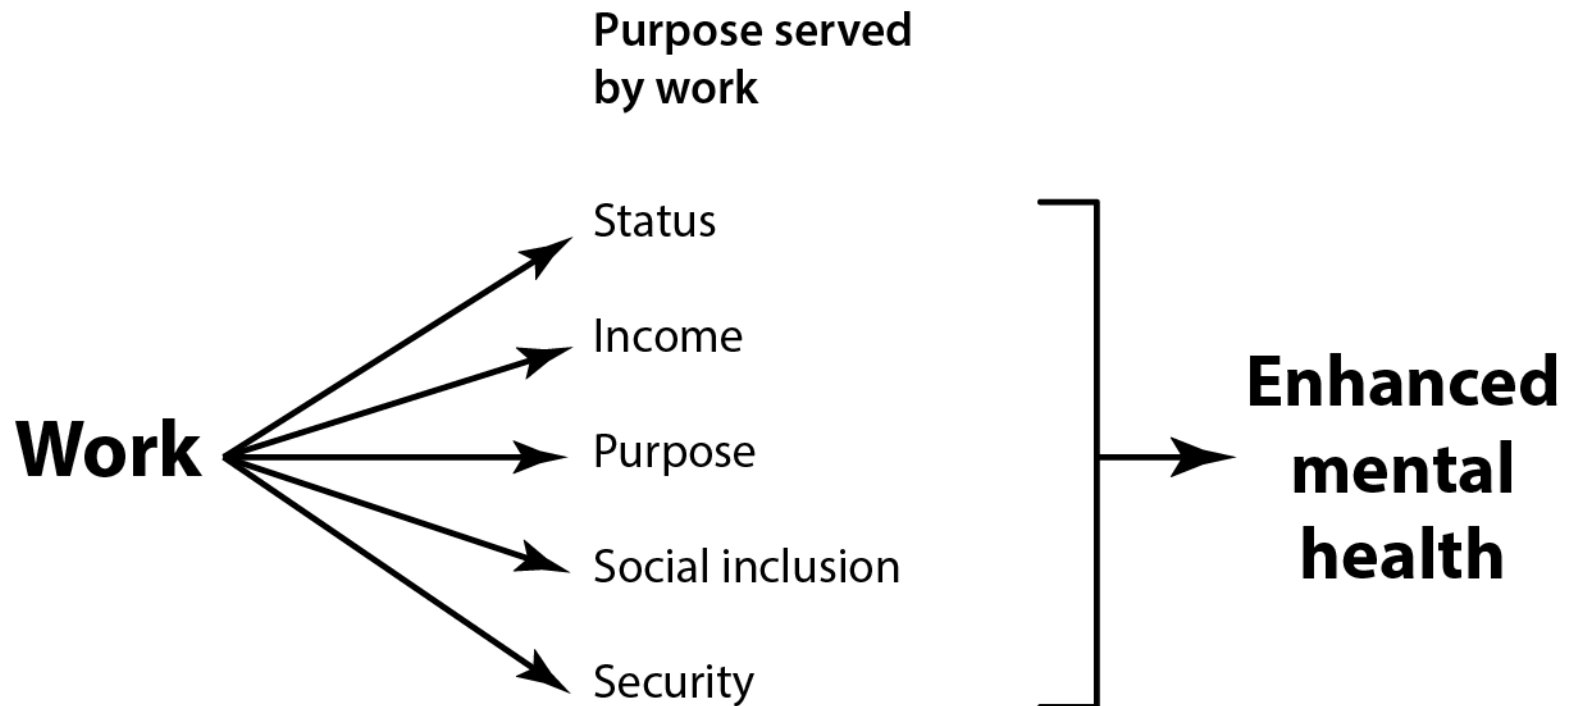 Purpose served
by work
Status
Income
Work
Purpose
Social inclusion
Security
Enhanced
mental
health